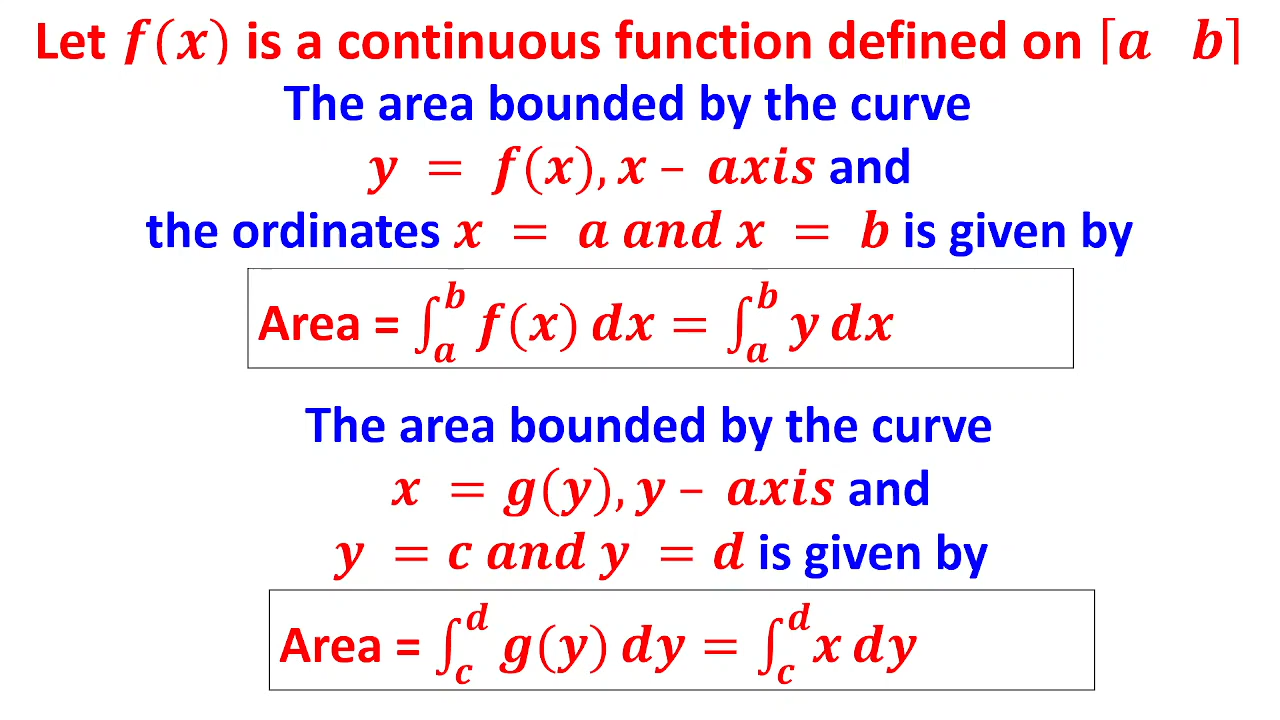 Let f(x) is a continuous function defined on ⌈a b⌉
The area bounded by the curve
y = f(x), x – axis and
the ordinates x = a and x = b is given by
Area = ∫_a^b f(x) dx = ∫_a^b y dx
The area bounded by the curve
x = g(y), y – axis and
y = c and y = d is given by
Area = ∫_c^d g(y) dy = ∫_c^d x dy